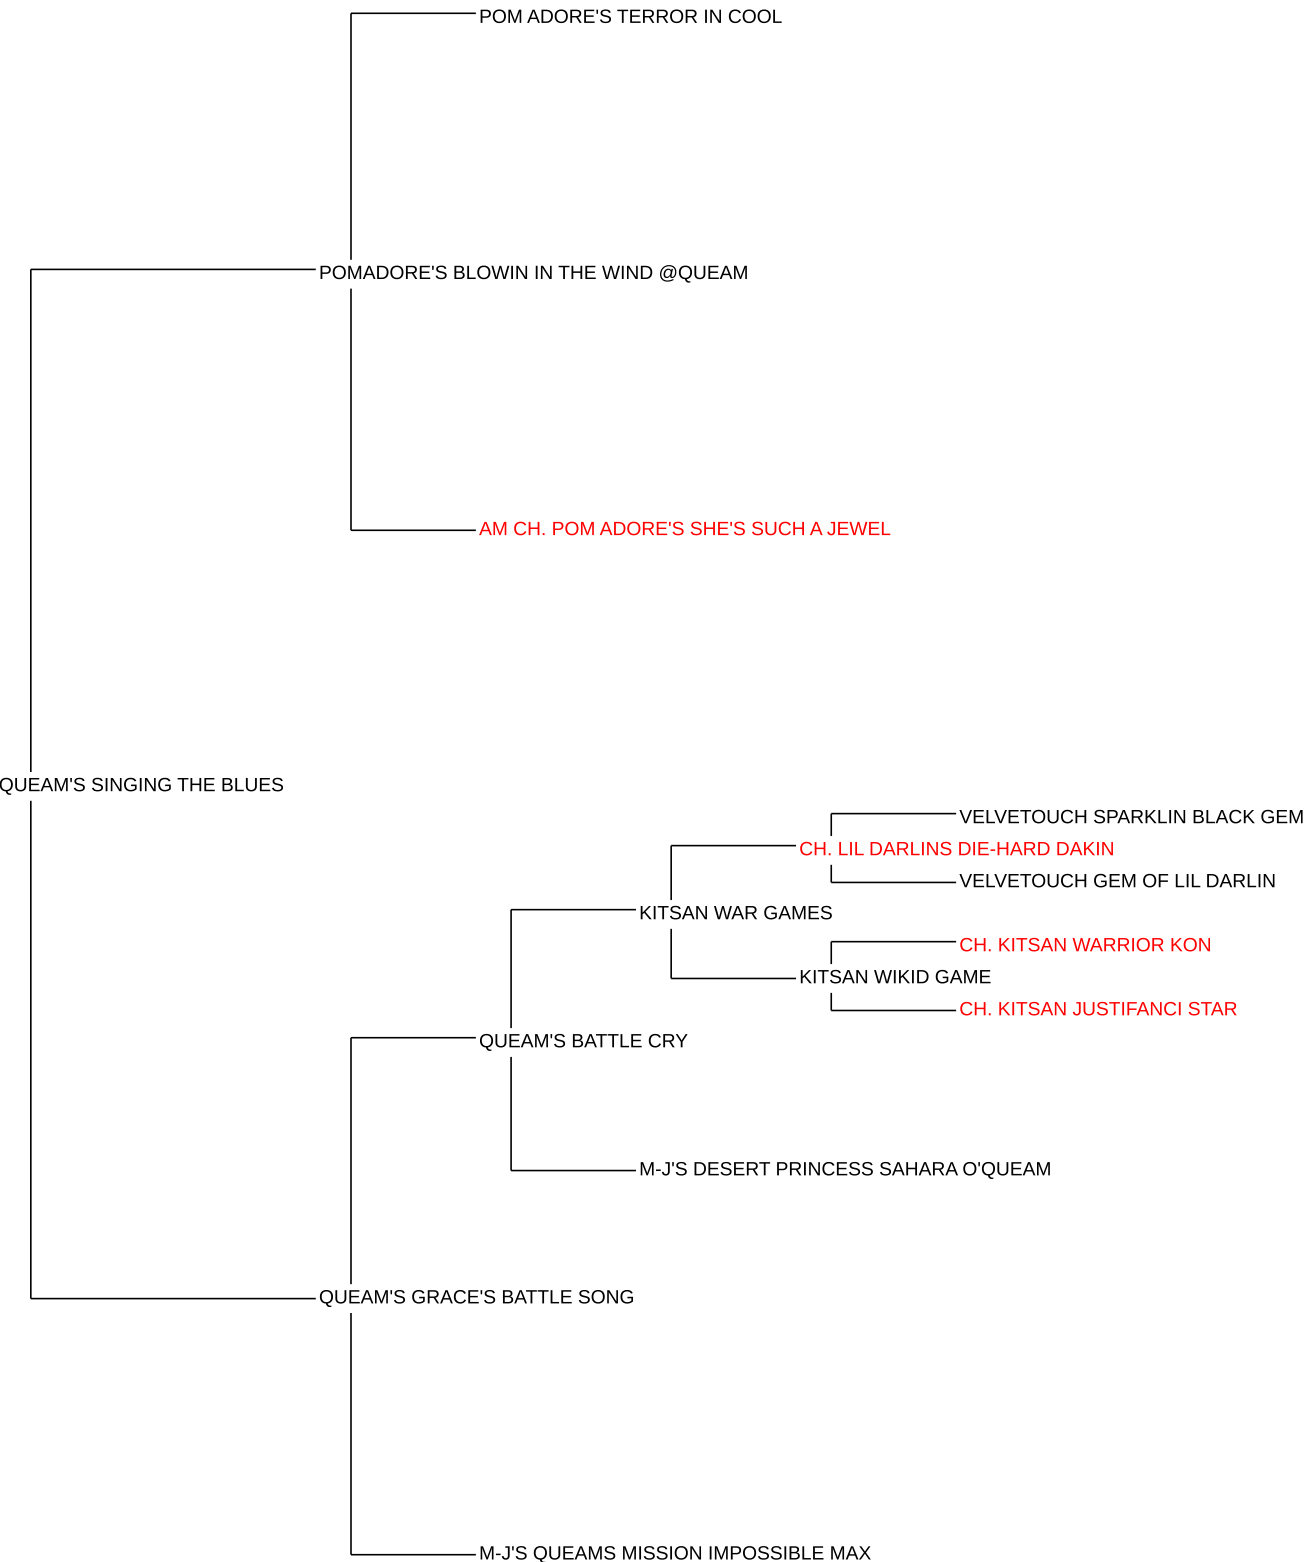 POM ADORE'S TERROR IN COOL
POMADORE'S BLOWIN IN THE WIND @QUEAM
AM CH. POM ADORE'S SHE'S SUCH A JEWEL
QUEAM'S SINGING THE BLUES
VELVETOUCH SPARKLIN BLACK GEM
CH. LIL DARLINS DIE-HARD DAKIN
VELVETOUCH GEM OF LIL DARLIN
KITSAN WAR GAMES
CH. KITSAN WARRIOR KON
KITSAN WIKID GAME
CH. KITSAN JUSTIFANCI STAR
QUEAM'S BATTLE CRY
M-J'S DESERT PRINCESS SAHARA O'QUEAM
QUEAM'S GRACE'S BATTLE SONG
M-J'S QUEAMS MISSION IMPOSSIBLE MAX